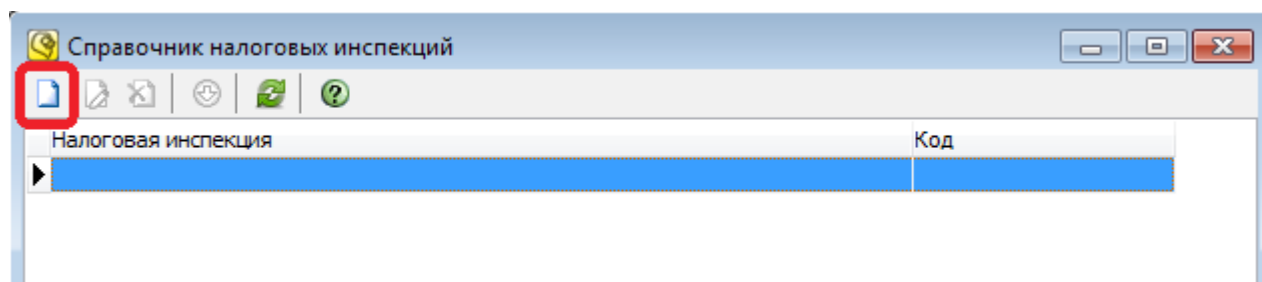 Справочник налоговых инспекций
Налоговая инспекция Код